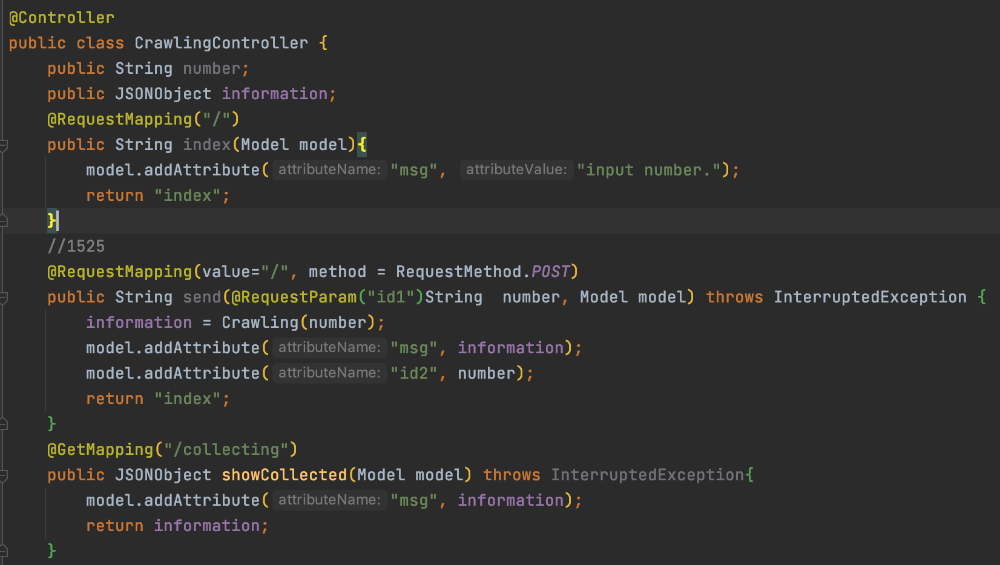 @Controller
public class CrawlingController {
    public String number;
    public JSONObject information;
    @RequestMapping("/")
    public String index(Model model){
        model.addAttribute( attributeName: "msg",  attributeValue: "input number.");
        return "index";
    }
    //1525
    @RequestMapping(value="/", method = RequestMethod.POST)
    public String send(@RequestParam("id1")String  number, Model model) throws InterruptedException {
        information = Crawling(number);
        model.addAttribute( attributeName: "msg", information);
        model.addAttribute( attributeName: "id2", number);
        return "index";
    }
    @GetMapping("/collecting")
    public JSONObject showCollected(Model model) throws InterruptedException{
        model.addAttribute( attributeName: "msg", information);
        return information;
    }